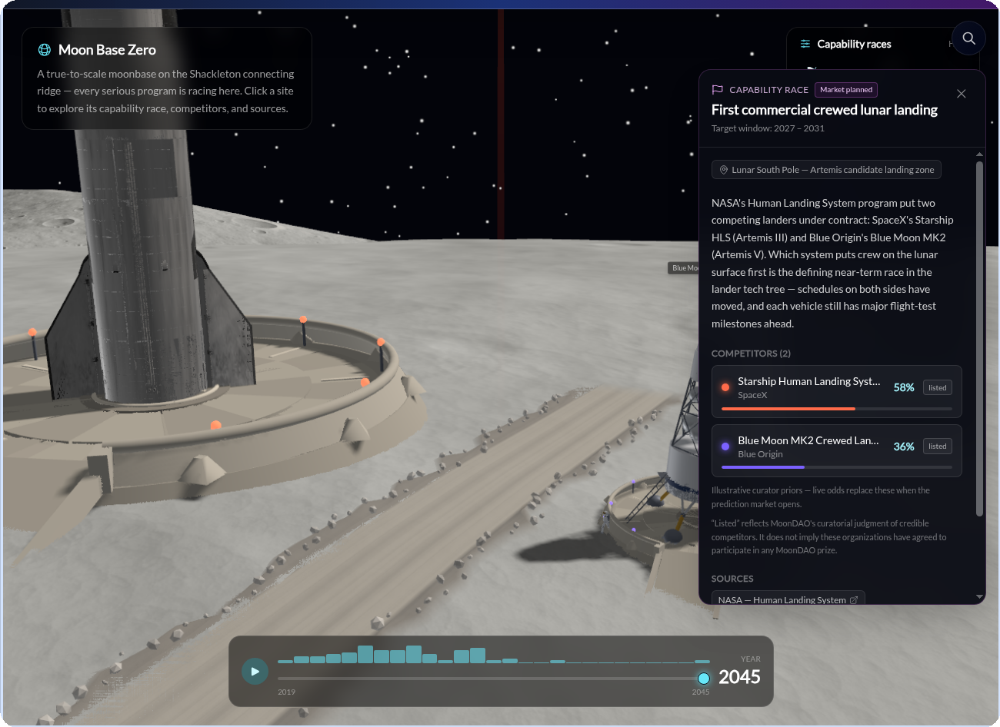 Moon Base Zero
A true-to-scale moonbase on the Shackleton connecting
ridge — every serious program is racing here. Click a site
to explore its capability race, competitors, and sources.
Capability races
CAPABILITY RACE
Market planned
First commercial crewed lunar landing
Target window: 2027 – 2031
Lunar South Pole — Artemis candidate landing zone
NASA's Human Landing System program put two
competing landers under contract: SpaceX's Starship
HLS (Artemis III) and Blue Origin's Blue Moon MK2
(Artemis V). Which system puts crew on the lunar
surface first is the defining near-term race in the
lander tech tree — schedules on both sides have
moved, and each vehicle still has major flight-test
milestones ahead.
Blue Moo
COMPETITORS (2)
Starship Human Landing Syst...
58%
listed
SpaceX
Blue Moon MK2 Crewed Lan...
36%
listed
Blue Origin
Illustrative curator priors — live odds replace these when the
prediction market opens.
"Listed" reflects MoonDAO's curatorial judgment of credible
competitors. It does not imply these organizations have agreed to
participate in any MoonDAO prize.
SOURCES
NASA — Human Landing System
YEAR
2045
2019
2045